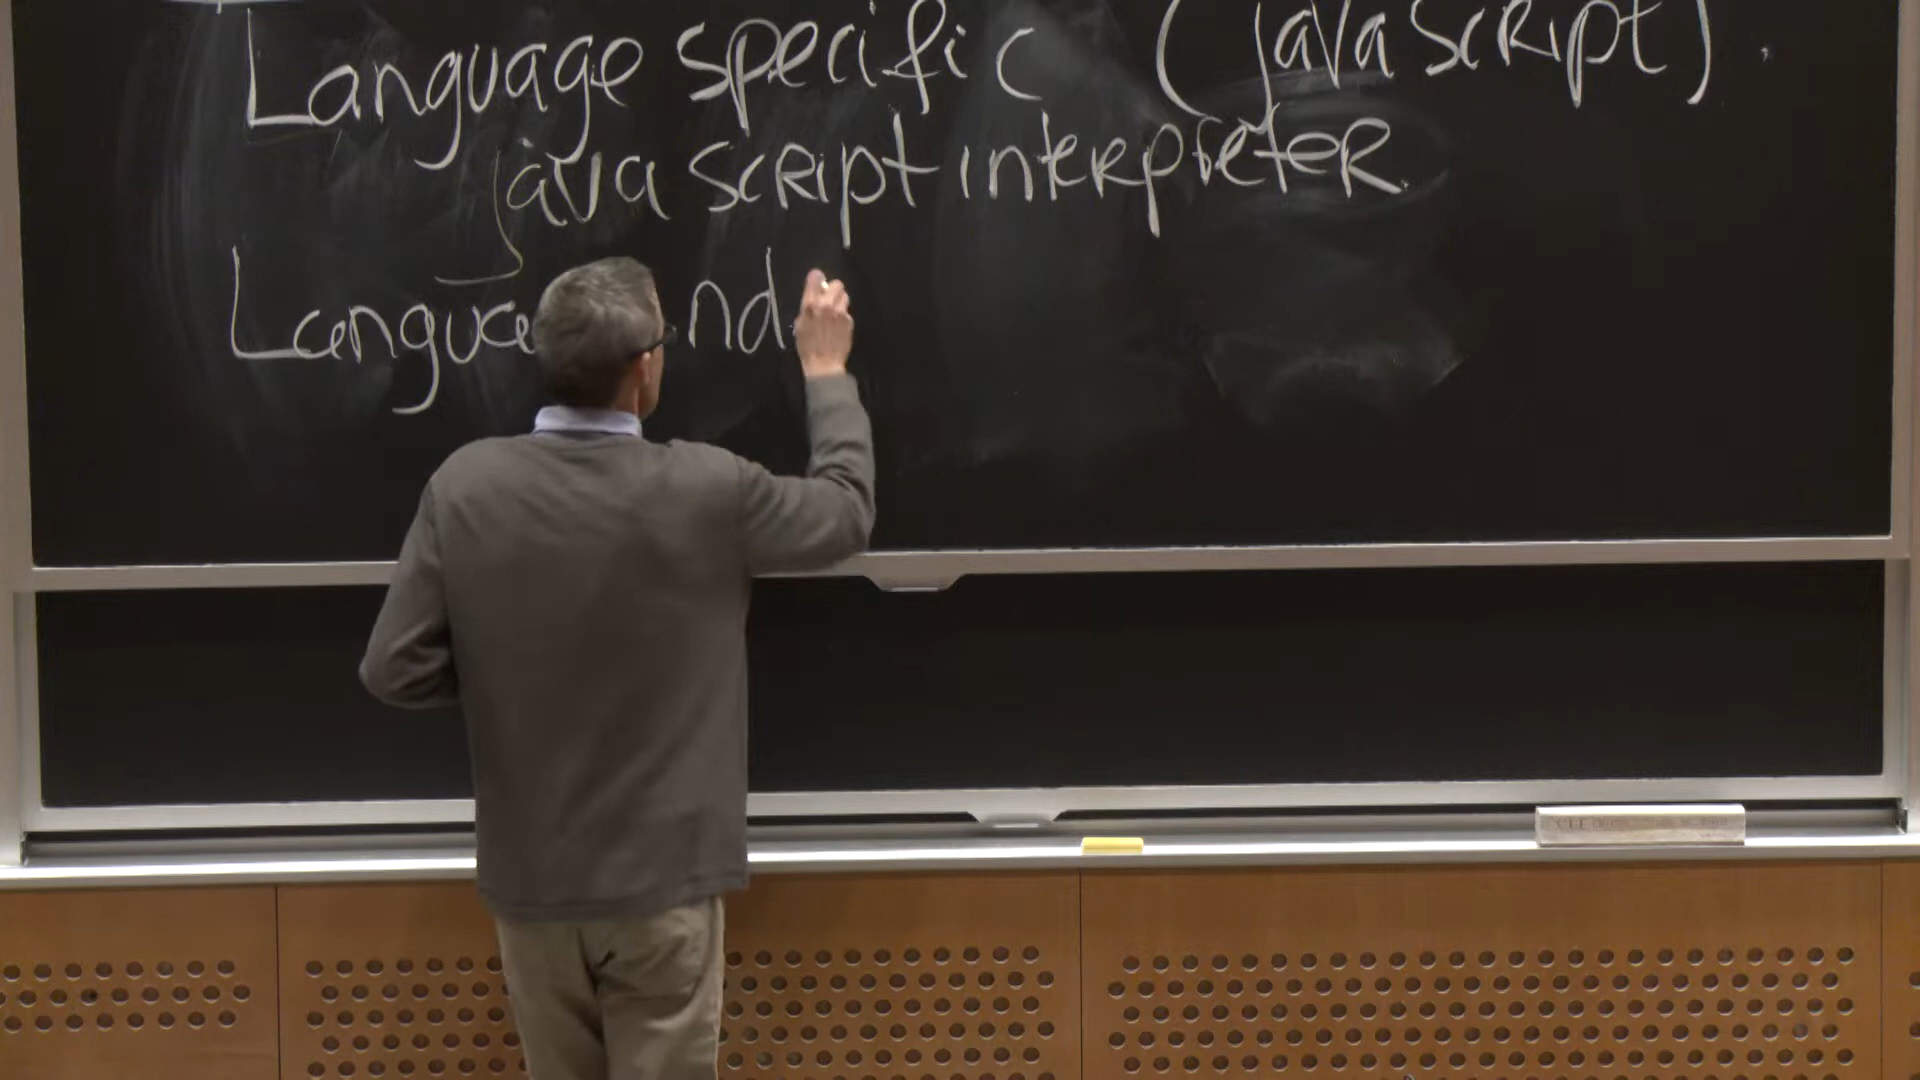 Language specific (javascript).
javascript interpreter
Langua nd